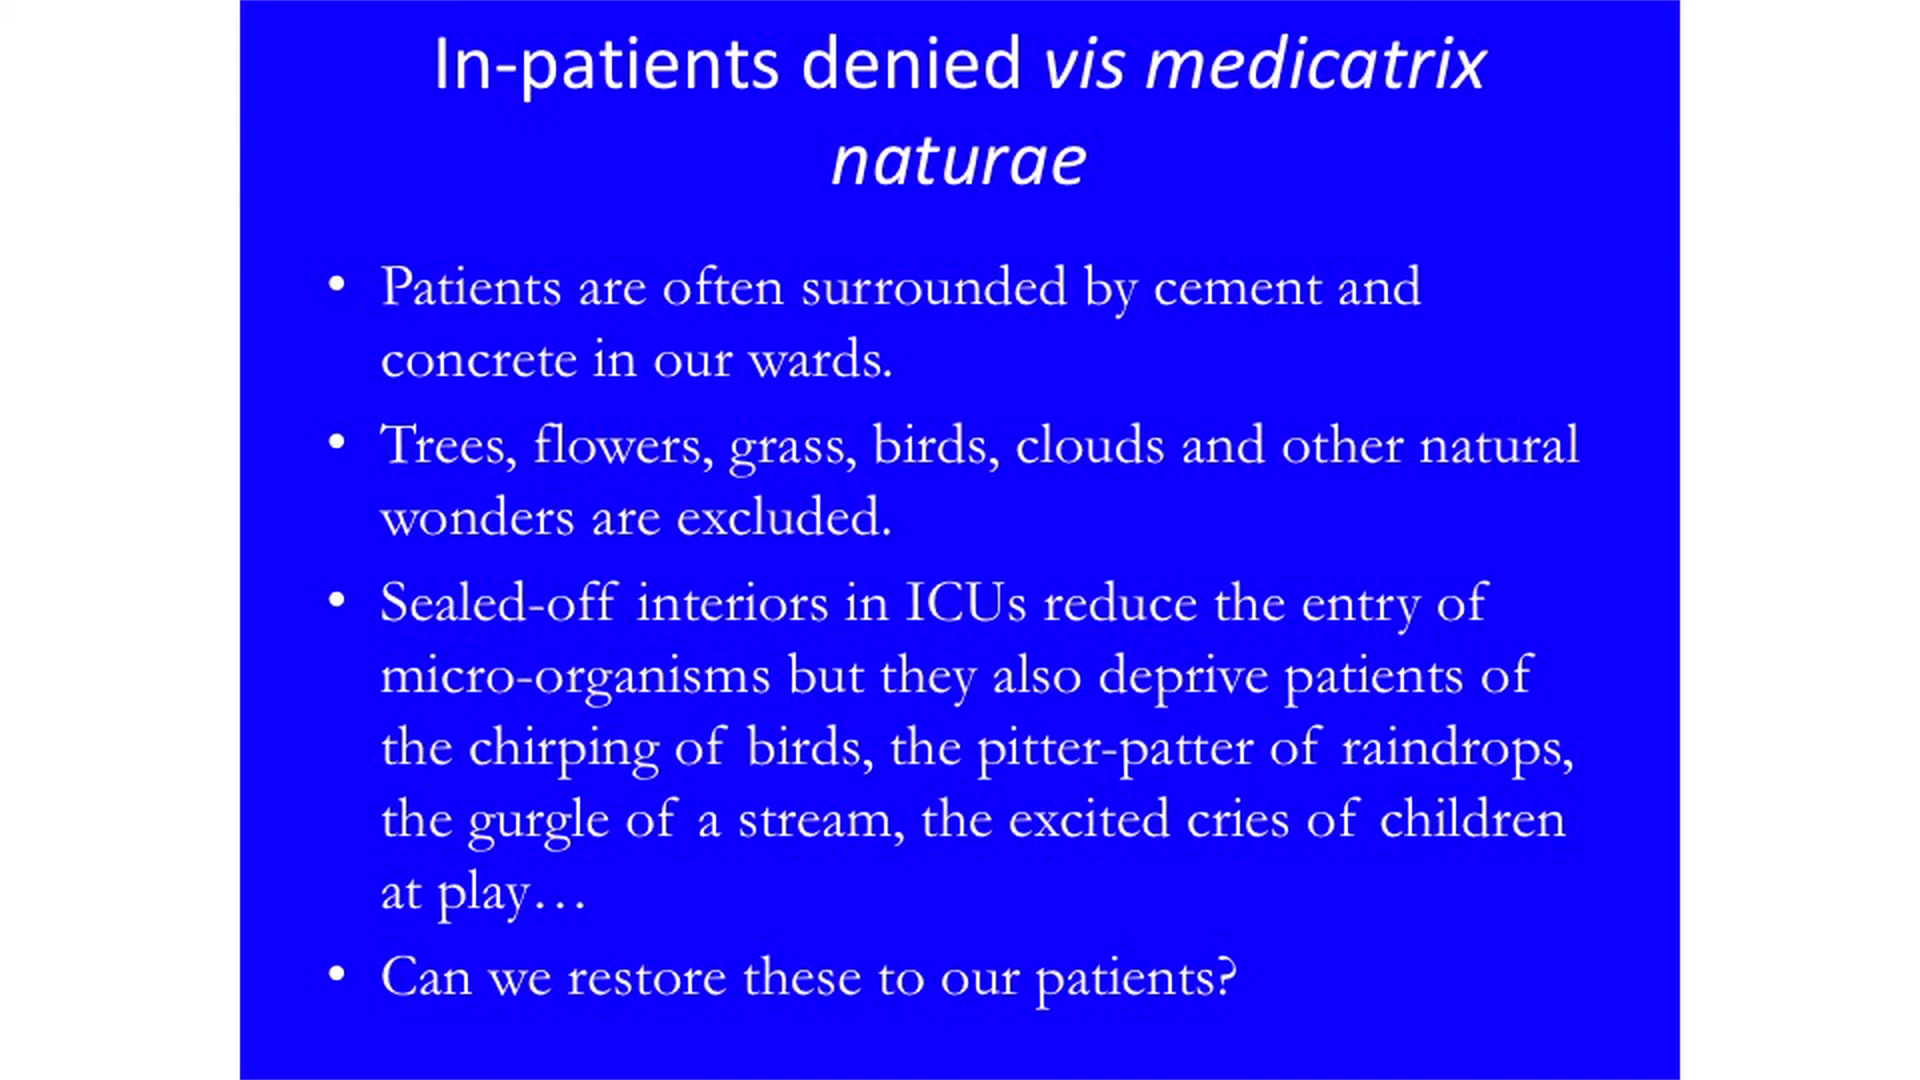 In-patients denied vis medicatrix
naturae
• Patients are often surrounded by cement and
concrete in our wards.
• Trees, flowers, grass, birds, clouds and other natural
wonders are excluded.
• Sealed-off interiors in ICUs reduce the entry of
micro-organisms but they also deprive patients of
the chirping of birds, the pitter-patter of raindrops,
the gurgle of a stream, the excited cries of children
at play…
• Can we restore these to our patients?